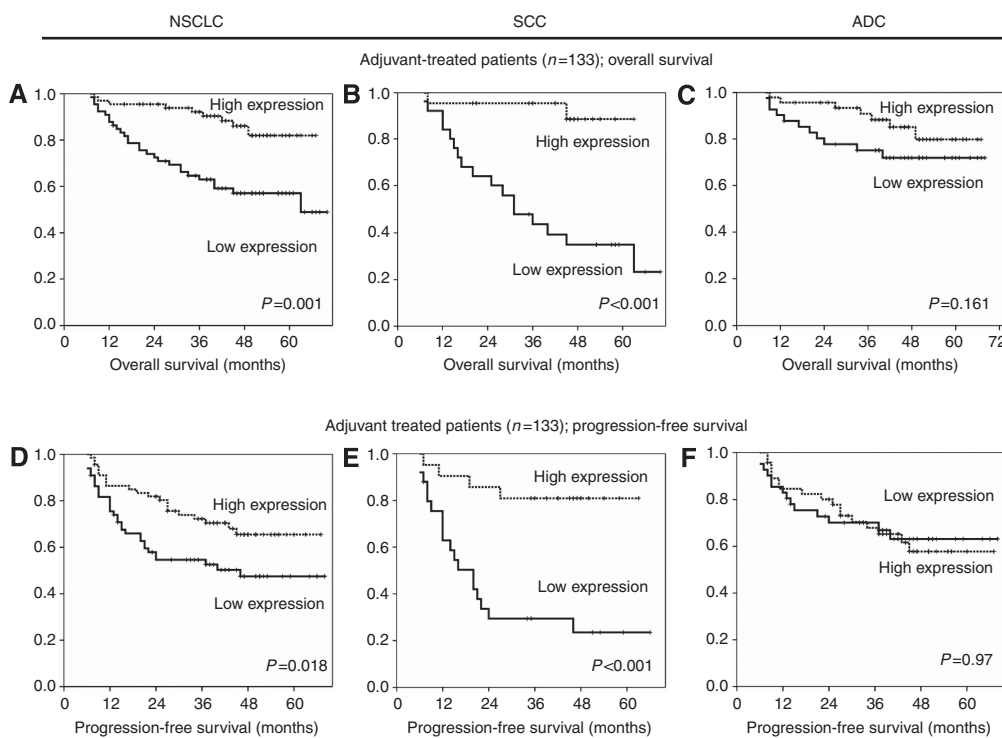 NSCLC SCC ADC
Adjuvant-treated patients (n=133); overall survival
A
1.0
0.8
0.6
0.4
0.2
0.0
High expression
Low expression
P=0.001
0 12 24 36 48 60
Overall survival (months)
B
1.0
0.8
0.6
0.4
0.2
0.0
High expression
Low expression
P<0.001
0 12 24 36 48 60
Overall survival (months)
C
1.0
0.8
0.6
0.4
0.2
0.0
High expression
Low expression
P=0.161
0 12 24 36 48 60 72
Overall survival (months)
Adjuvant treated patients (n=133); progression-free survival
D
1.0
0.8
0.6
0.4
0.2
0.0
High expression
Low expression
P=0.018
0 12 24 36 48 60
Progression-free survival (months)
E
1.0
0.8
0.6
0.4
0.2
0.0
High expression
Low expression
P<0.001
0 12 24 36 48 60
Progression-free survival (months)
F
1.0
0.8
0.6
0.4
0.2
0.0
Low expression
High expression
P=0.97
0 12 24 36 48 60
Progression-free survival (months)